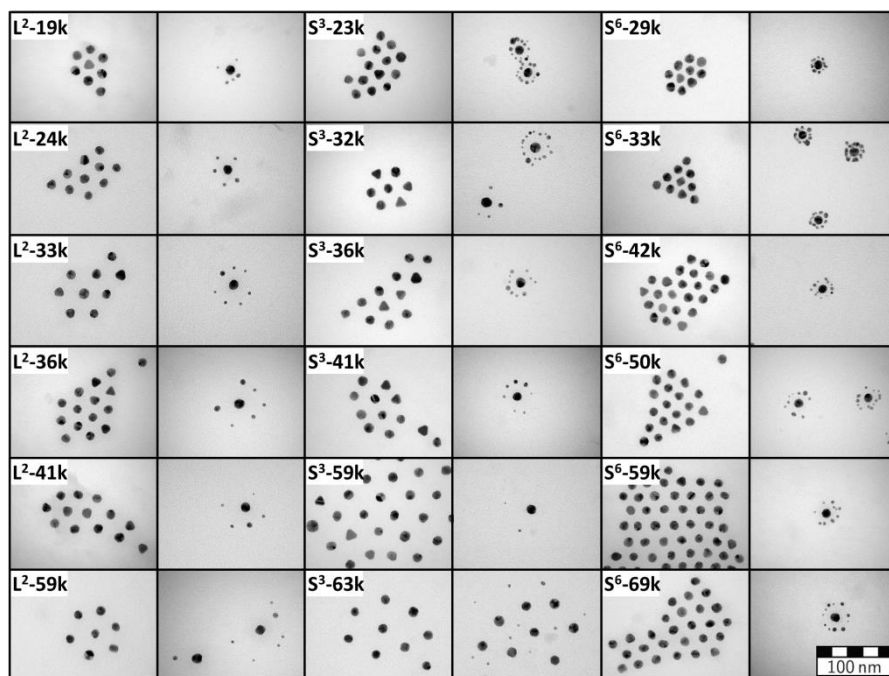 L²-19k S³-23k S⁶-29k
L²-24k S³-32k S⁶-33k
L²-33k S³-36k S⁶-42k
L²-36k S³-41k S⁶-50k
L²-41k S³-59k S⁶-59k
L²-59k S³-63k S⁶-69k
100 nm